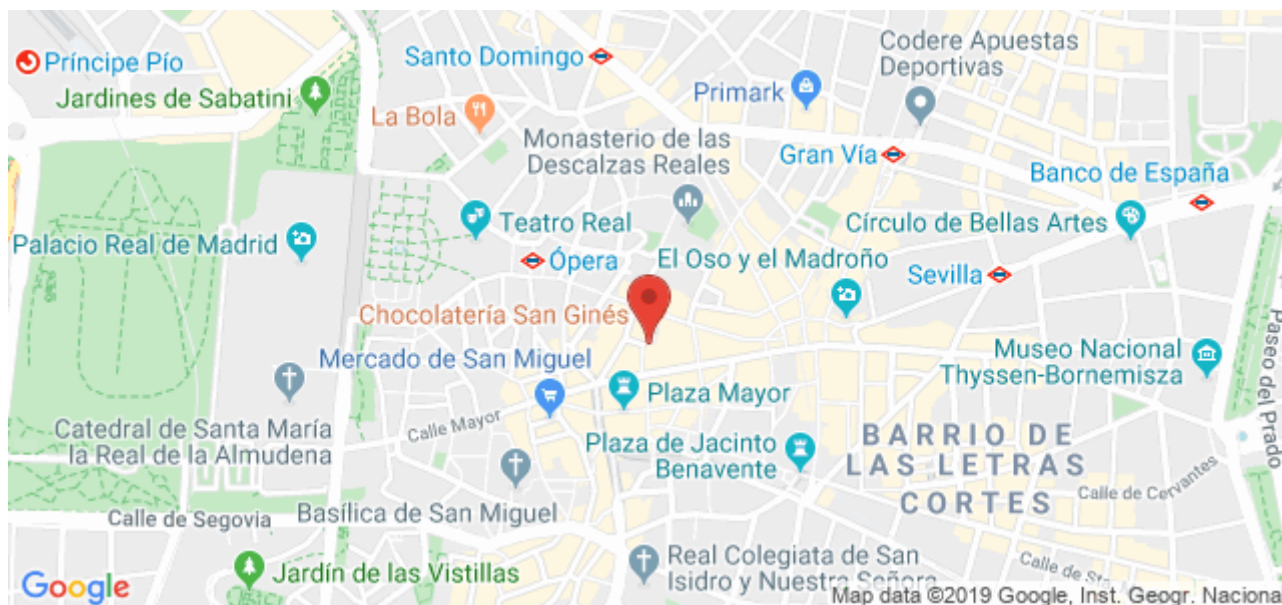 Príncipe Pío
Santo Domingo
Codere Apuestas
Deportivas
Jardines de Sabatini
Primark
La Bola
Monasterio de las
Descalzas Reales
Gran Vía
Banco de España
Palacio Real de Madrid
Teatro Real
Círculo de Bellas Artes
Ópera
El Oso y el Madroño
Sevilla
Chocolatería San Ginés
Mercado de San Miguel
Museo Nacional
Thyssen-Bornemisza
Paseo del Prado
Plaza Mayor
Calle Mayor
Catedral de Santa María
la Real de la Almudena
Plaza de Jacinto
Benavente
BARRIO DE
LAS LETRAS
CORTES
Calle de Cervantes
Calle de Segovia
Basílica de San Miguel
Real Colegiata de San
Isidro y Nuestra Señora
Jardín de las Vistillas
Calle de Sta.
Google
Map data ©2019 Google, Inst. Geogr. Naciona